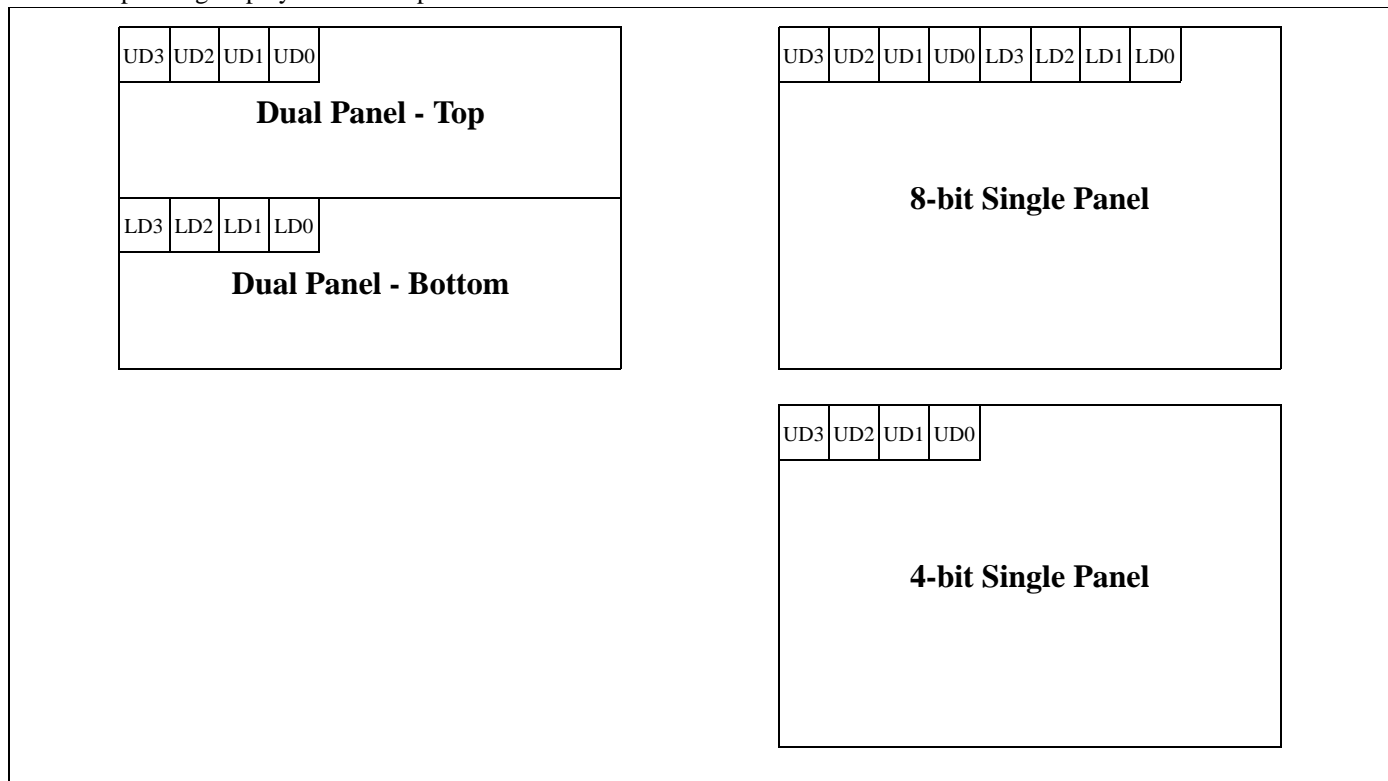 UD3 UD2 UD1 UD0
Dual Panel - Top
LD3 LD2 LD1 LD0
Dual Panel - Bottom
UD3 UD2 UD1 UD0 LD3 LD2 LD1 LD0
8-bit Single Panel
UD3 UD2 UD1 UD0
4-bit Single Panel